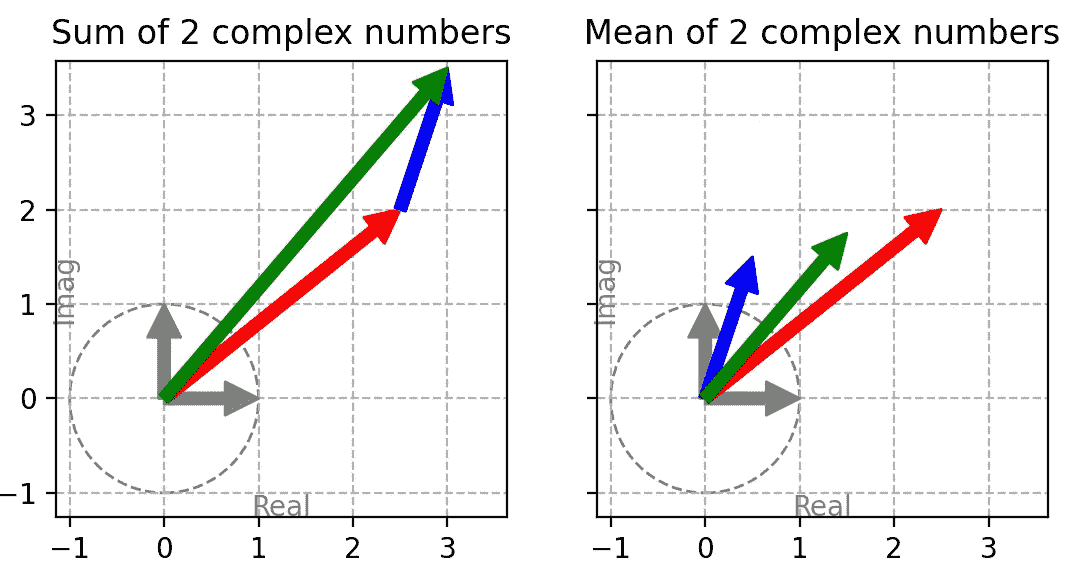 Sum of 2 complex numbers
Mean of 2 complex numbers
3
2
1
0
−1
Imag
Real
−1 0 1 2 3
Imag
Real
−1 0 1 2 3